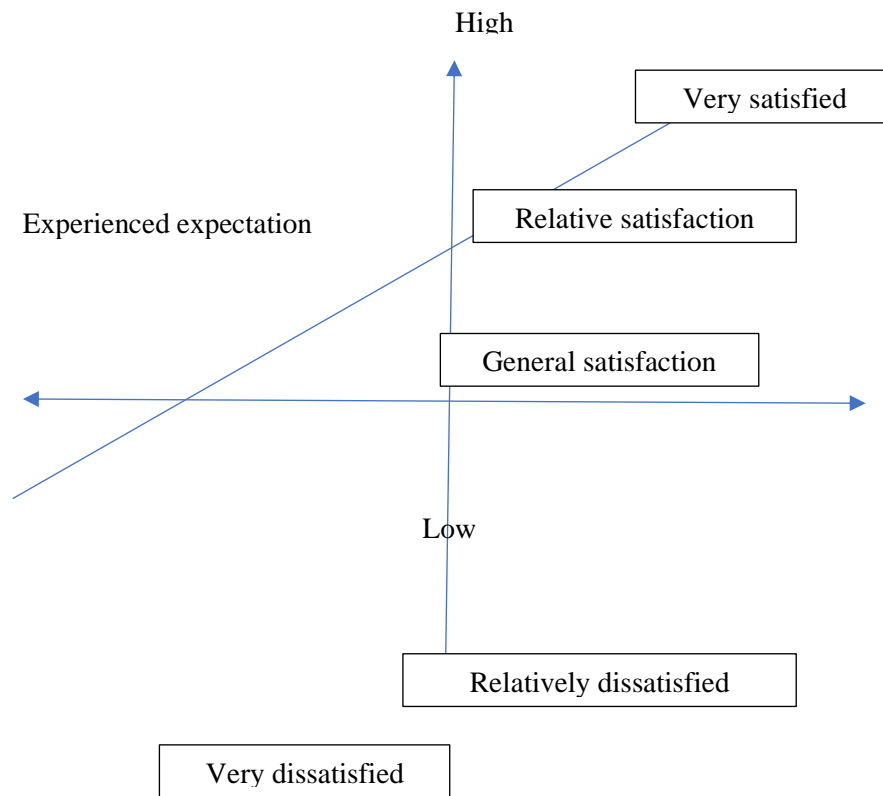 High
Very satisfied
Relative satisfaction
Experienced expectation
General satisfaction
Low
Relatively dissatisfied
Very dissatisfied